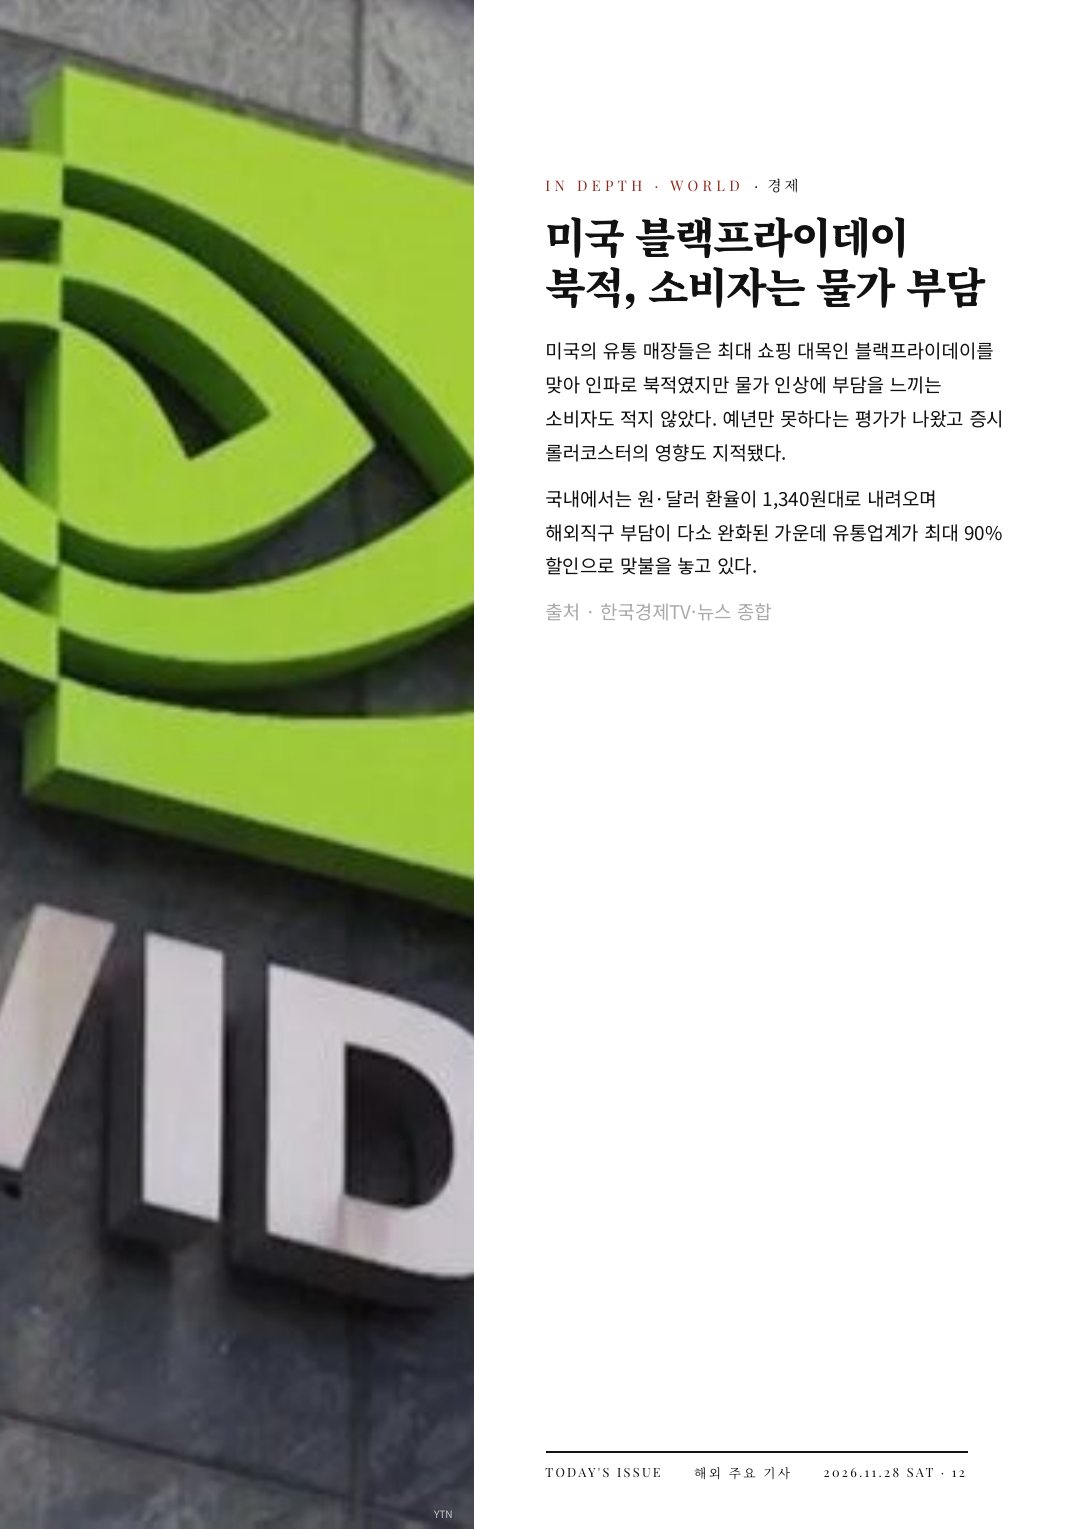 IN DEPTH · WORLD · 경제
미국 블랙프라이데이
북적, 소비자는 물가 부담
미국의 유통 매장들은 최대 쇼핑 대목인 블랙프라이데이를
맞아 인파로 북적였지만 물가 인상에 부담을 느끼는
소비자도 적지 않았다. 예년만 못하다는 평가가 나왔고 증시
롤러코스터의 영향도 지적됐다.
국내에서는 원·달러 환율이 1,340원대로 내려오며
해외직구 부담이 다소 완화된 가운데 유통업계가 최대 90%
할인으로 맞불을 놓고 있다.
출처 · 한국경제TV·뉴스 종합
VID
YTN
TODAY'S ISSUE 해외 주요 기사 2026.11.28 SAT · 12